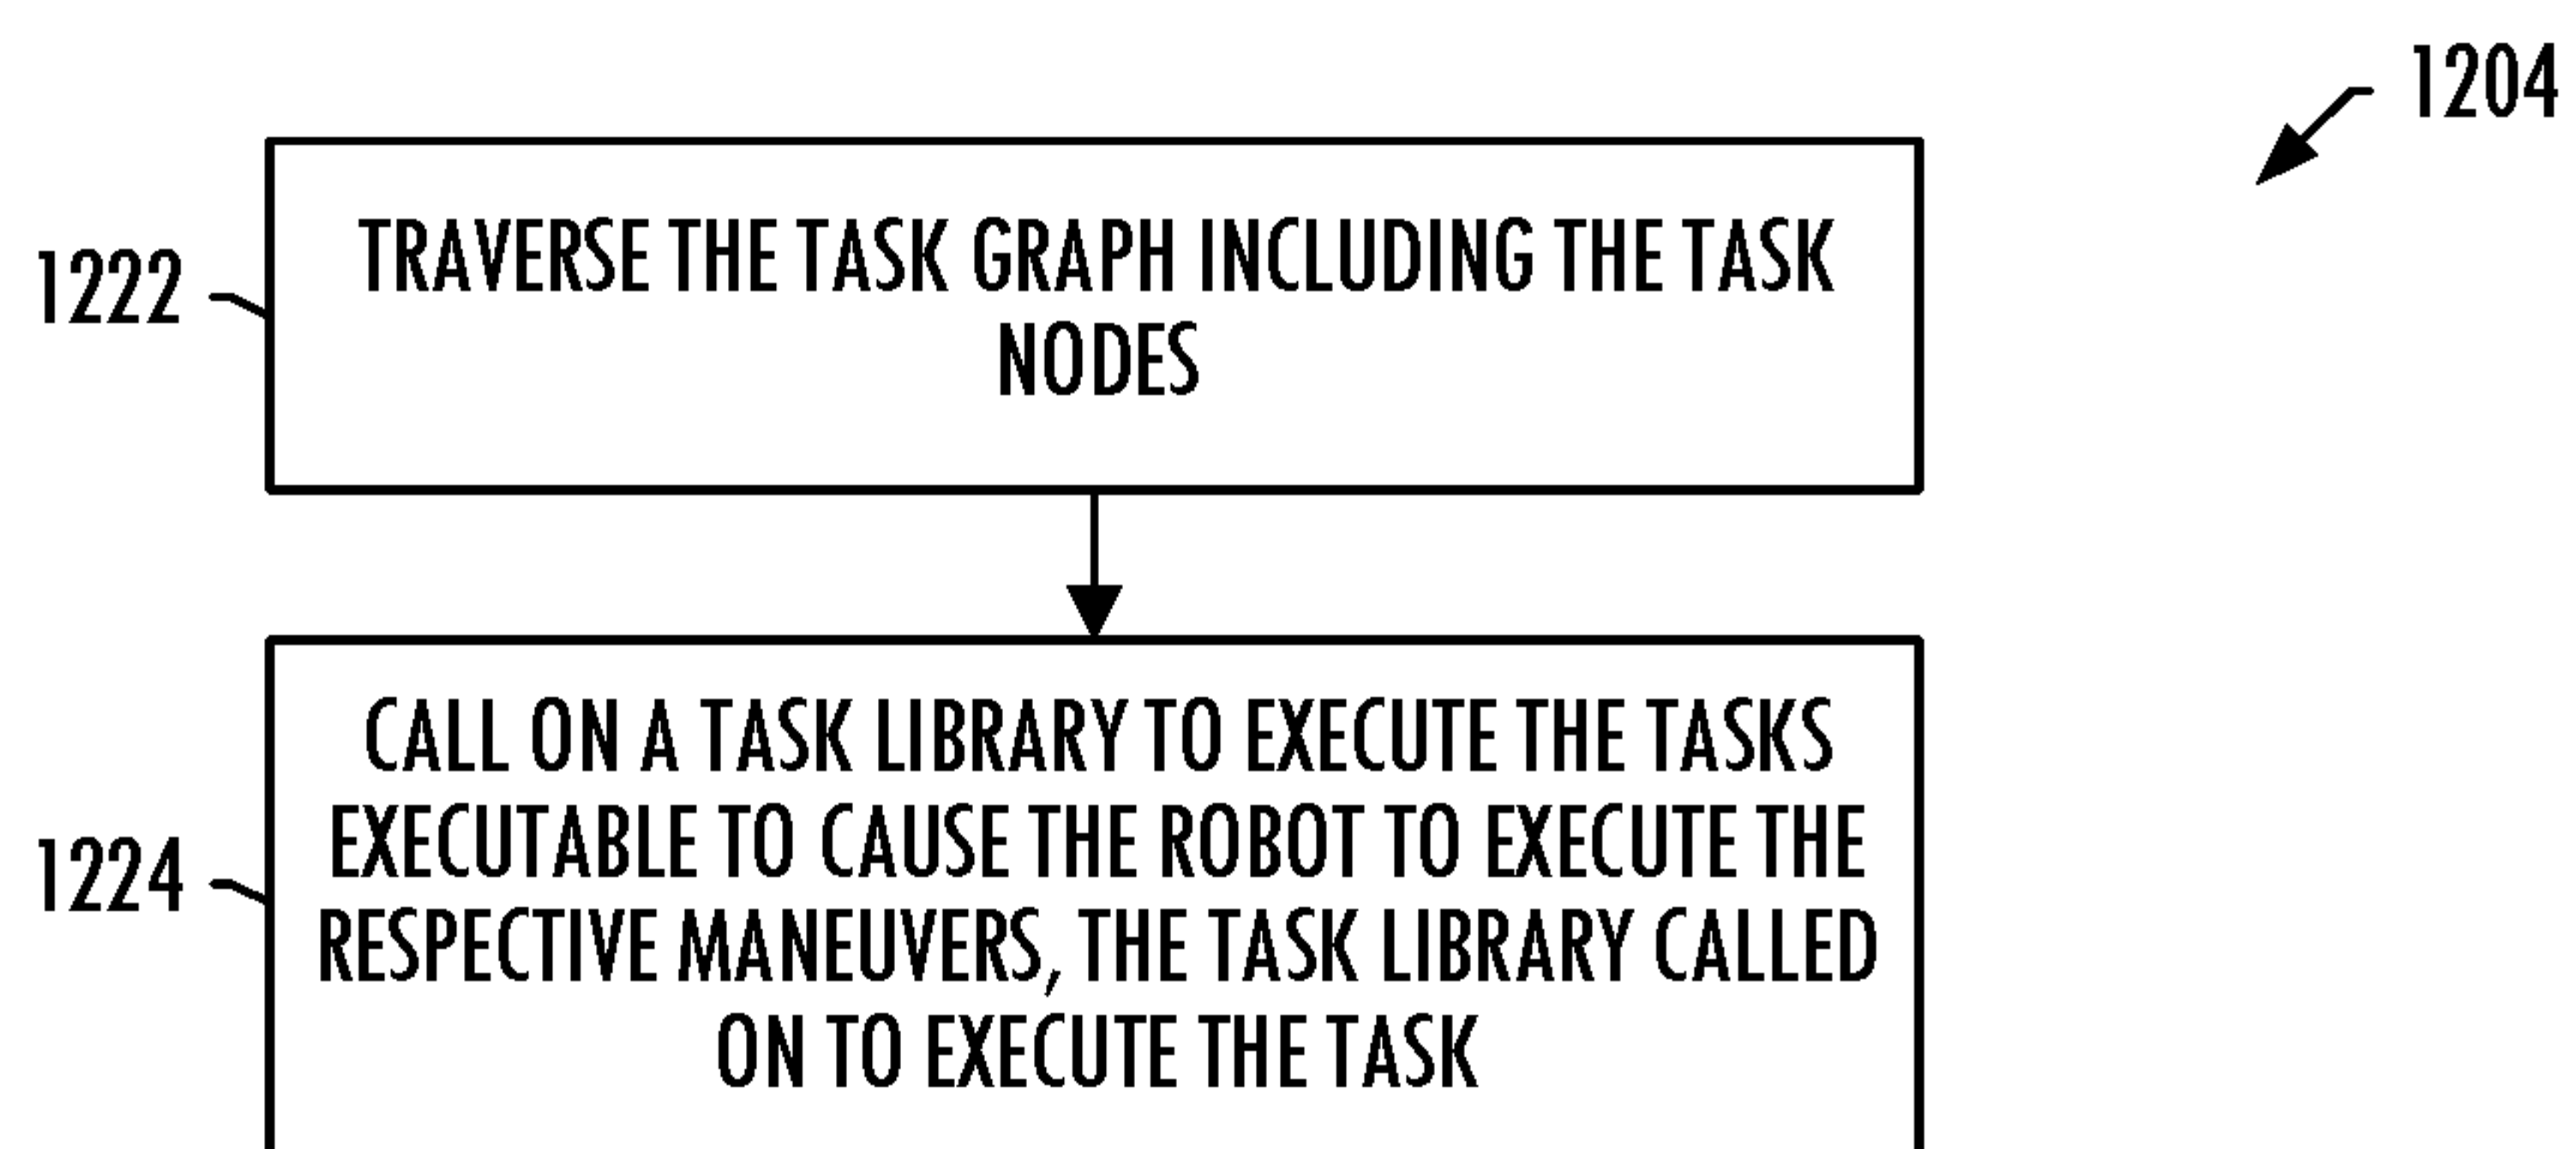 1204
1222
TRAVERSE THE TASK GRAPH INCLUDING THE TASK
NODES
1224
CALL ON A TASK LIBRARY TO EXECUTE THE TASKS
EXECUTABLE TO CAUSE THE ROBOT TO EXECUTE THE
RESPECTIVE MANEUVERS, THE TASK LIBRARY CALLED
ON TO EXECUTE THE TASK